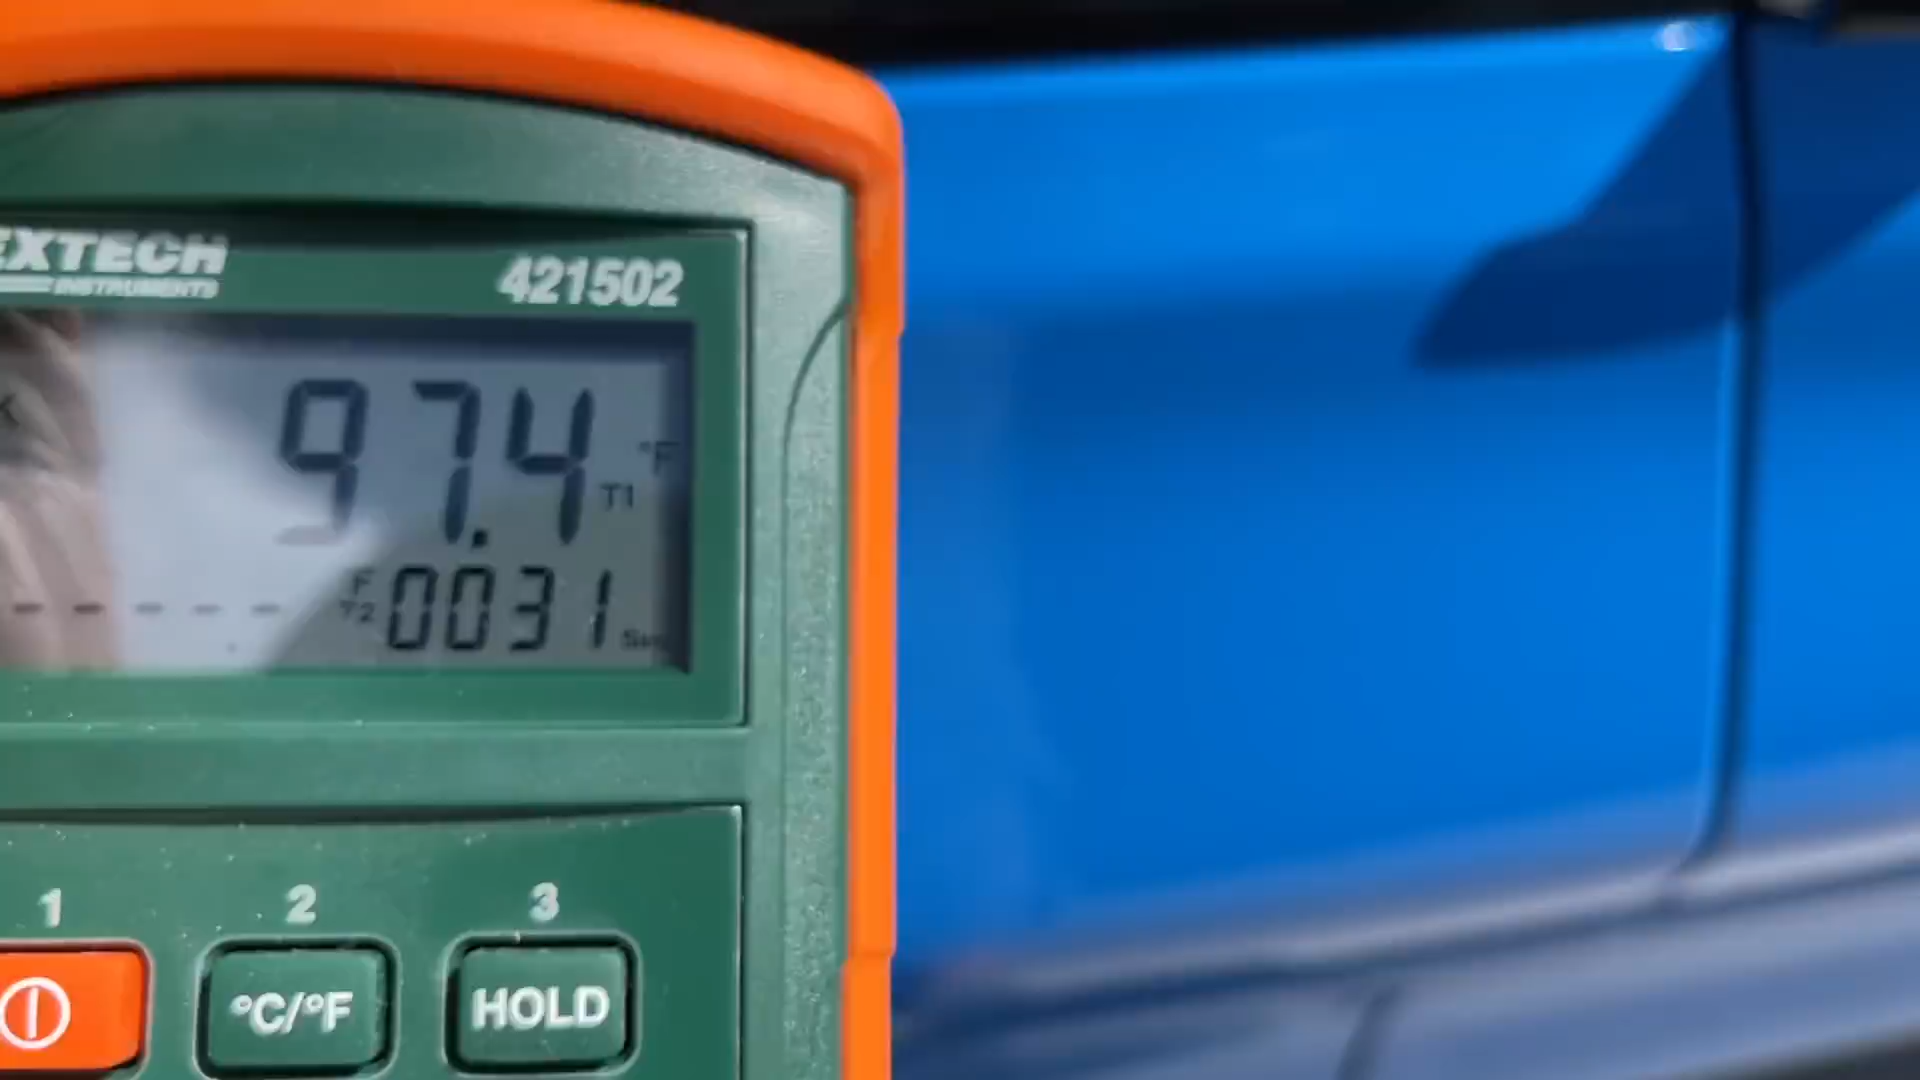 EXTECH
INSTRUMENTS
421502
97.4 °F
T1
F
T2
0031
1 2 3
°C/°F
HOLD